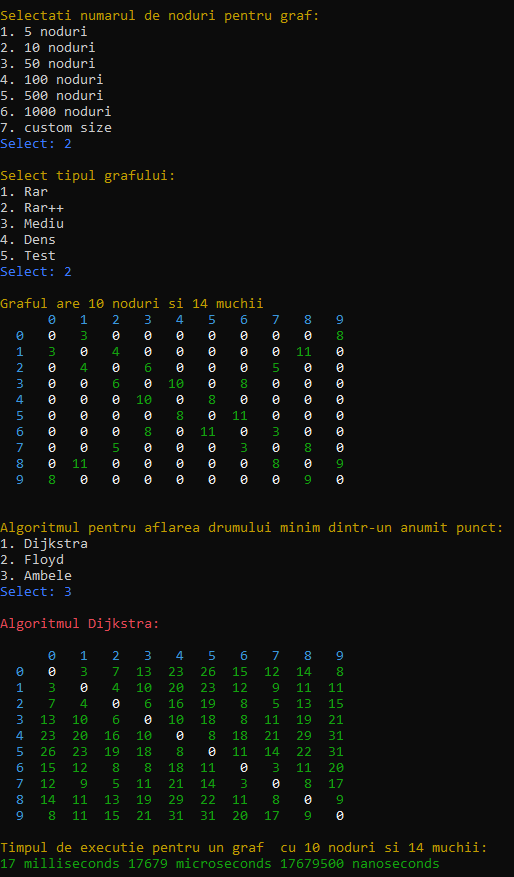 Selectati numarul de noduri pentru graf:
1. 5 noduri
2. 10 noduri
3. 50 noduri
4. 100 noduri
5. 500 noduri
6. 1000 noduri
7. custom size
Select: 2

Select tipul grafului:
1. Rar
2. Rar++
3. Mediu
4. Dens
5. Test
Select: 2

Graful are 10 noduri si 14 muchii
0 1 2 3 4 5 6 7 8 9
0 0 3 0 0 0 0 0 0 0 8
1 3 0 4 0 0 0 0 0 11 0
2 0 4 0 6 0 0 0 5 0 0
3 0 0 6 0 10 0 8 0 0 0
4 0 0 0 10 0 8 0 0 0 0
5 0 0 0 0 8 0 11 0 0 0
6 0 0 0 8 0 11 0 3 0 0
7 0 0 5 0 0 0 3 0 8 0
8 0 11 0 0 0 0 0 8 0 9
9 8 0 0 0 0 0 0 0 9 0

Algoritmul pentru aflarea drumului minim dintr-un anumit punct:
1. Dijkstra
2. Floyd
3. Ambele
Select: 3

Algoritmul Dijkstra:

0 1 2 3 4 5 6 7 8 9
0 0 3 7 13 23 26 15 12 14 8
1 3 0 4 10 20 23 12 9 11 11
2 7 4 0 6 16 19 8 5 13 15
3 13 10 6 0 10 18 8 11 19 21
4 23 20 16 10 0 8 18 21 29 31
5 26 23 19 18 8 0 11 14 22 31
6 15 12 8 8 18 11 0 3 11 20
7 12 9 5 11 21 14 3 0 8 17
8 14 11 13 19 29 22 11 8 0 9
9 8 11 15 21 31 31 20 17 9 0

Timpul de executie pentru un graf  cu 10 noduri si 14 muchii:
17 milliseconds 17679 microseconds 17679500 nanoseconds